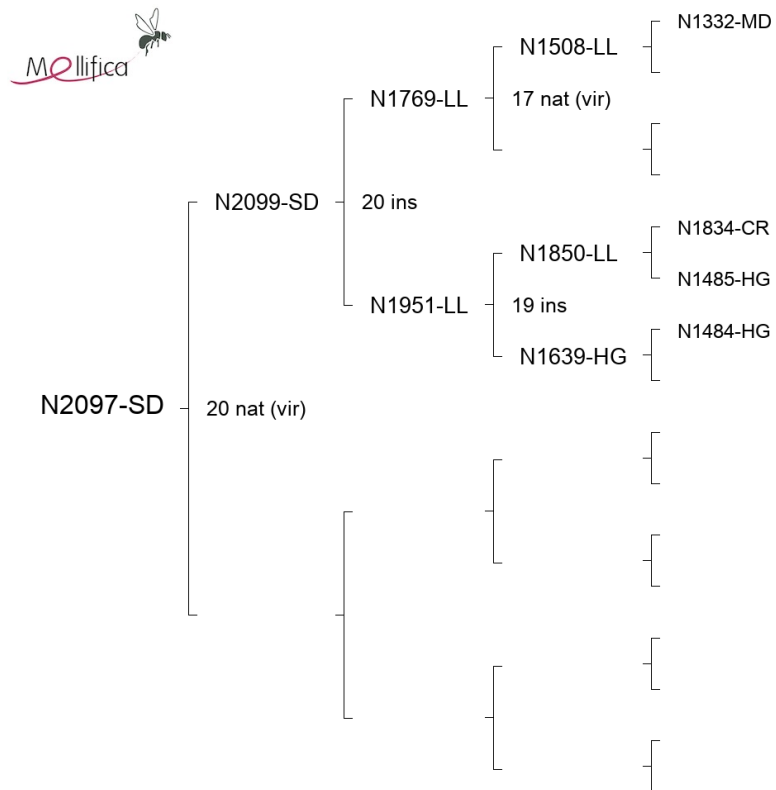 Mellifica
N1332-MD
N1508-LL
N1769-LL
17 nat (vir)
N2099-SD
20 ins
N1834-CR
N1850-LL
N1485-HG
N1951-LL
19 ins
N1484-HG
N1639-HG
N2097-SD
20 nat (vir)